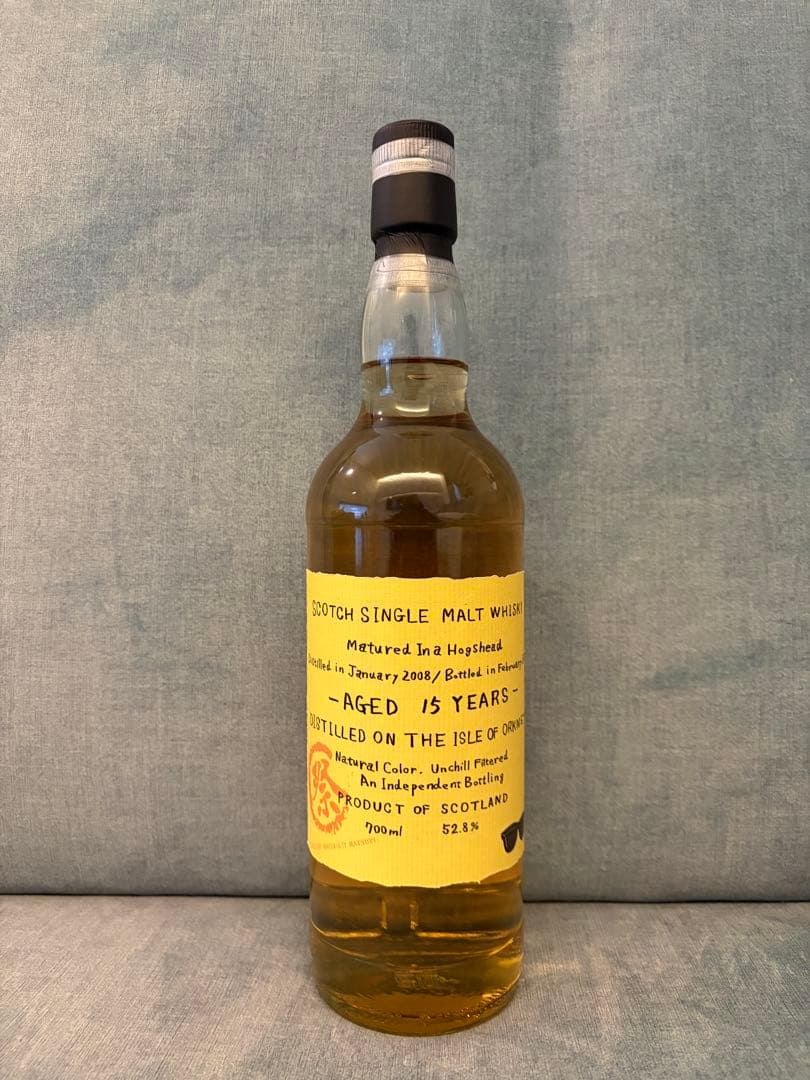 SCOTCH SINGLE MALT WHISKY
Matured In a Hogshead
Distilled in January 2008 / Bottled in February
-AGED 15 YEARS-
DISTILLED ON THE ISLE OF ORKNEY
Natural Color. Unchill Filtered
An Independent Bottling
PRODUCT OF SCOTLAND
700ml 52.8%